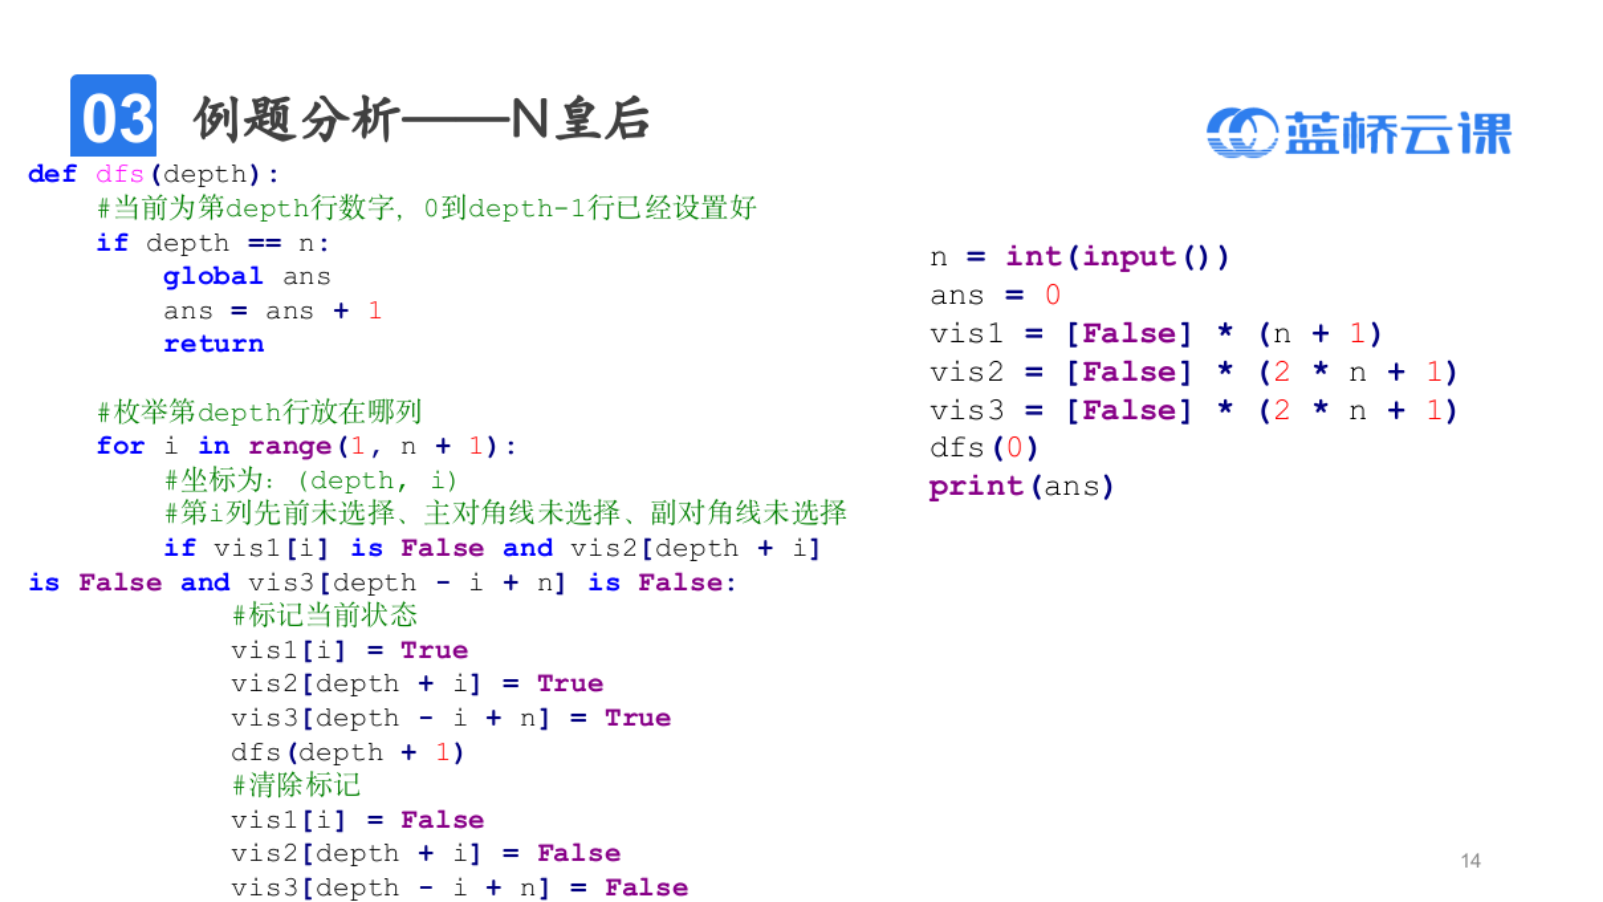 03 例题分析——N皇后
蓝桥云课
def dfs(depth):
    #当前为第depth行数字, 0到depth-1行已经设置好
    if depth == n:
        global ans
        ans = ans + 1
        return

    #枚举第depth行放在哪列
    for i in range(1, n + 1):
        #坐标为: (depth, i)
        #第i列先前未选择、主对角线未选择、副对角线未选择
        if vis1[i] is False and vis2[depth + i]
is False and vis3[depth - i + n] is False:
            #标记当前状态
            vis1[i] = True
            vis2[depth + i] = True
            vis3[depth - i + n] = True
            dfs(depth + 1)
            #清除标记
            vis1[i] = False
            vis2[depth + i] = False
            vis3[depth - i + n] = False
n = int(input())
ans = 0
vis1 = [False] * (n + 1)
vis2 = [False] * (2 * n + 1)
vis3 = [False] * (2 * n + 1)
dfs(0)
print(ans)
14